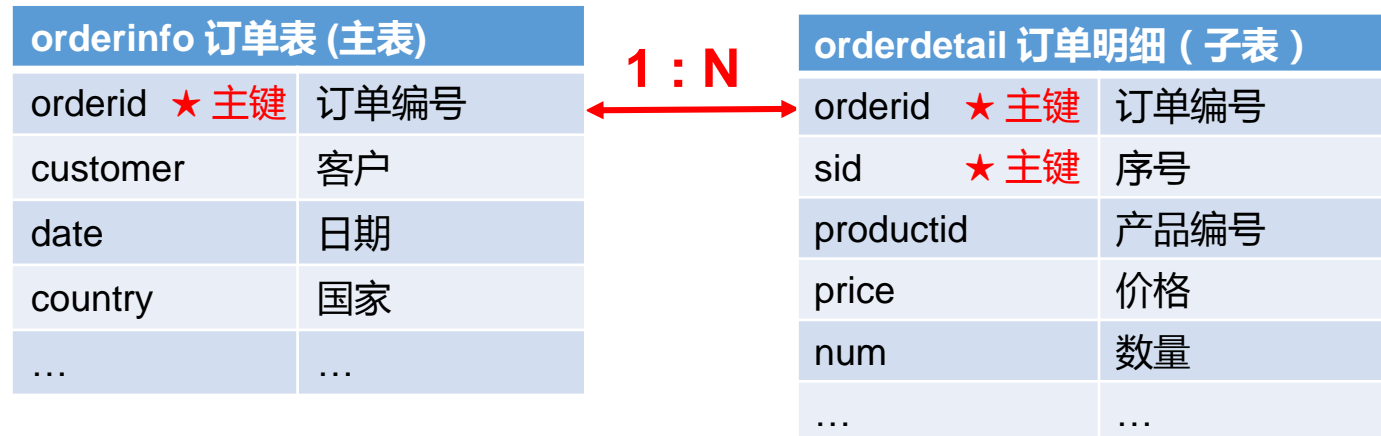 orderinfo 订单表 (主表)
orderid ★ 主键 订单编号
customer 客户
date 日期
country 国家
… …
1：N
orderdetail 订单明细（子表）
orderid ★ 主键 订单编号
sid ★ 主键 序号
productid 产品编号
price 价格
num 数量
… …